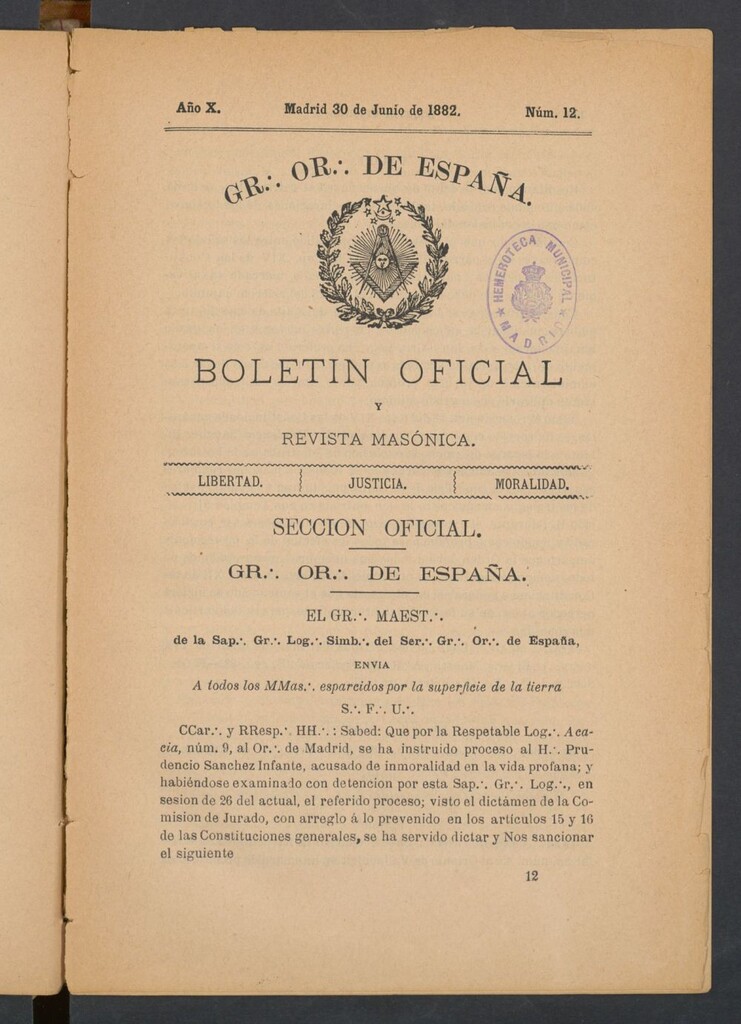 Año X. Madrid 30 de Junio de 1882. Núm. 12.
GR.·. OR.·. DE ESPAÑA.
HEMEROTECA MUNICIPAL
★ MADRID ★
BOLETIN OFICIAL
Y
REVISTA MASÓNICA.
LIBERTAD. JUSTICIA. MORALIDAD.
SECCION OFICIAL.
GR.·. OR.·. DE ESPAÑA.
EL GR.·. MAEST.·.
de la Sap.·. Gr.·. Log.·. Simb.·. del Ser.·. Gr.·. Or.·. de España,
ENVIA
A todos los MMas.·. esparcidos por la superficie de la tierra
S.·. F.·. U.·.
CCar.·. y RResp.·. HH.·.: Sabed: Que por la Respetable Log.·. Aca-
cia, núm. 9, al Or.·. de Madrid, se ha instruido proceso al H.·. Pru-
dencio Sanchez Infante, acusado de inmoralidad en la vida profana; y
habiéndose examinado con detencion por esta Sap.·. Gr.·. Log.·., en
sesion de 26 del actual, el referido proceso; visto el dictámen de la Co-
mision de Jurado, con arreglo á lo prevenido en los artículos 15 y 16
de las Constituciones generales, se ha servido dictar y Nos sancionar
el siguiente
12